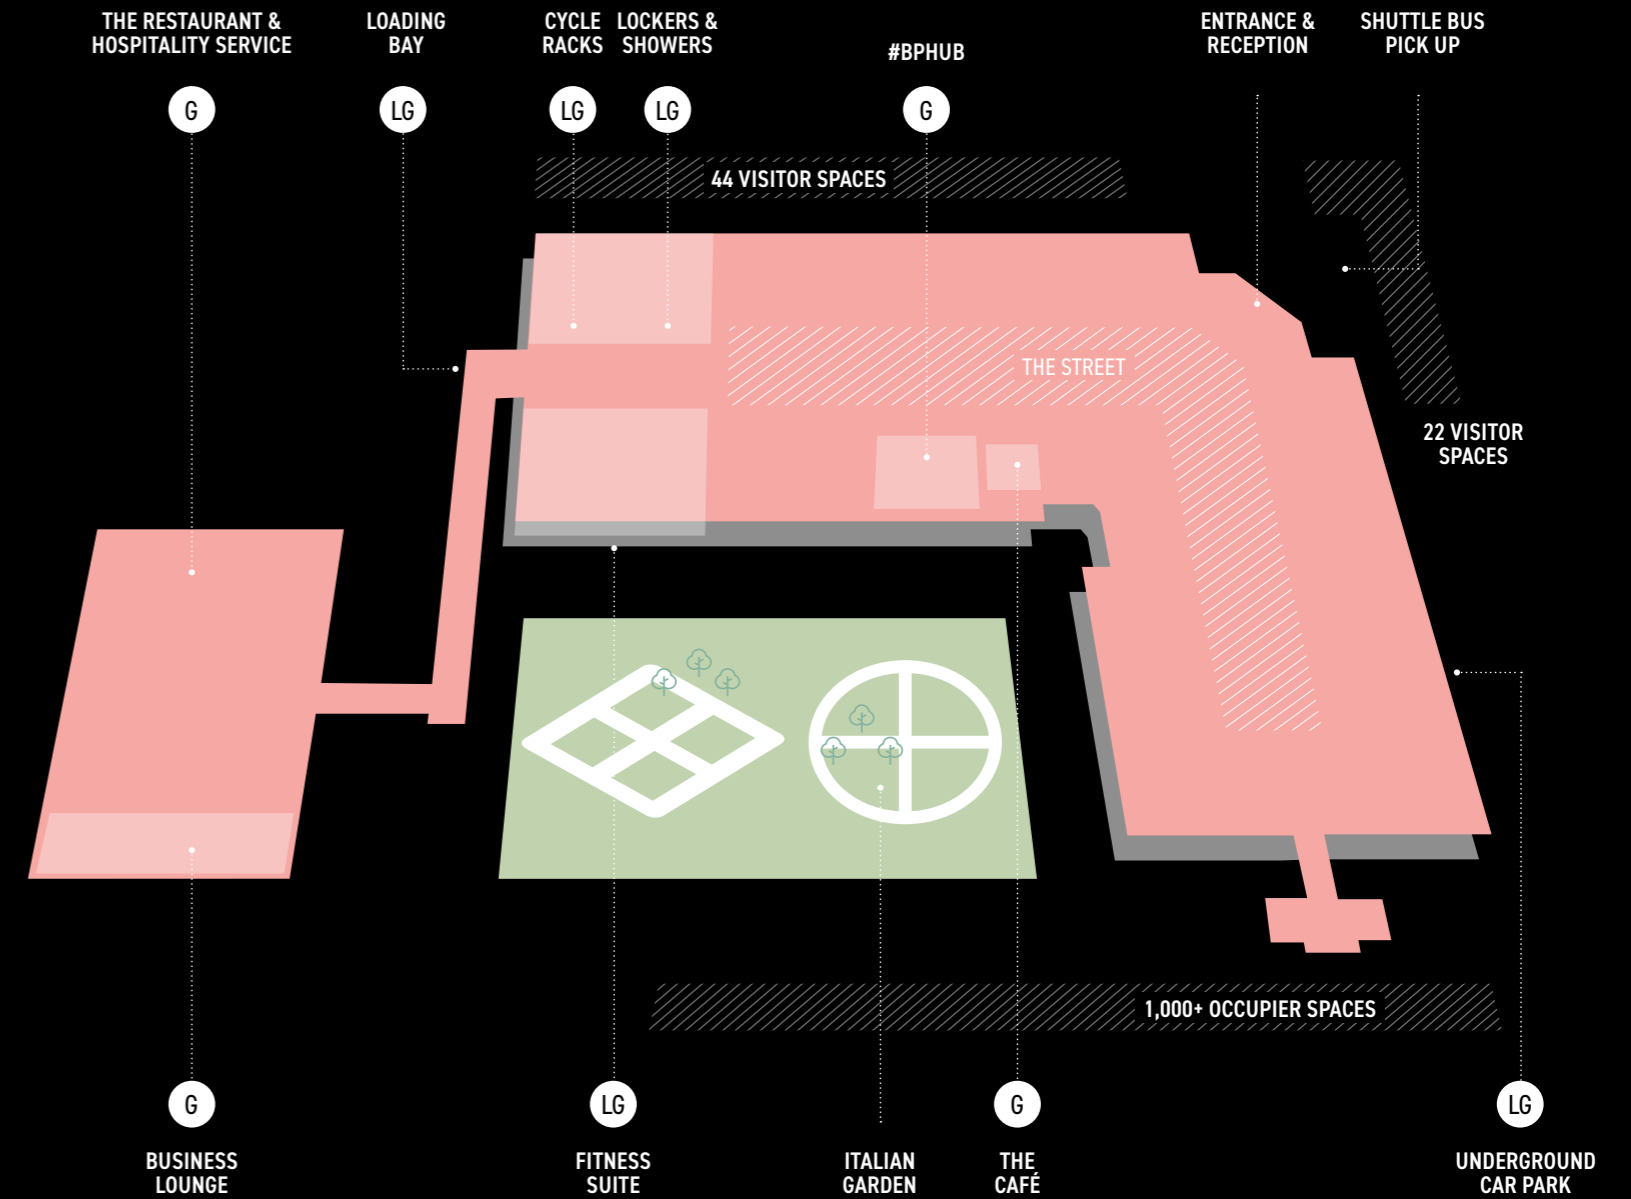 THE RESTAURANT &
HOSPITALITY SERVICE
G
LOADING
BAY
LG
CYCLE
RACKS
LG
LOCKERS &
SHOWERS
LG
#BPHUB
G
ENTRANCE &
RECEPTION
SHUTTLE BUS
PICK UP
44 VISITOR SPACES
THE STREET
22 VISITOR
SPACES
1,000+ OCCUPIER SPACES
G
BUSINESS
LOUNGE
LG
FITNESS
SUITE
ITALIAN
GARDEN
G
THE
CAFÉ
LG
UNDERGROUND
CAR PARK